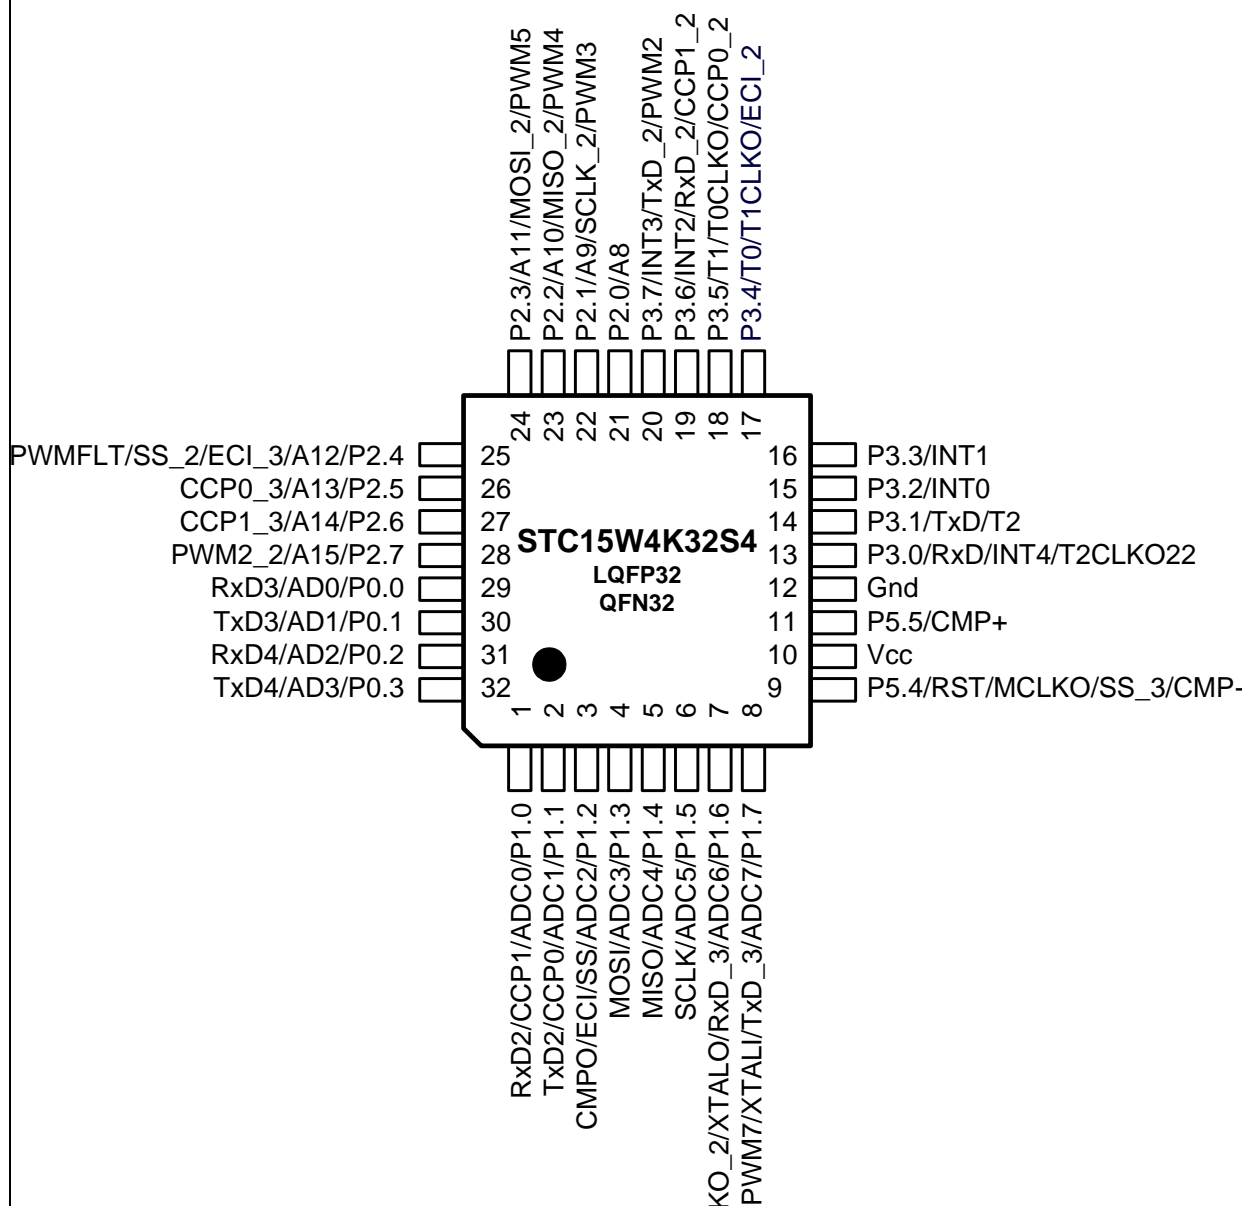 P2.3/A11/MOSI_2/PWM5
P2.2/A10/MISO_2/PWM4
P2.1/A9/SCLK_2/PWM3
P2.0/A8
P3.7/INT3/TxD_2/PWM2
P3.6/INT2/RxD_2/CCP1_2
P3.5/T1/T0CLKO/CCP0_2
P3.4/T0/T1CLKO/ECI_2
24 23 22 21 20 19 18 17
PWMFLT/SS_2/ECI_3/A12/P2.4 25
CCP0_3/A13/P2.5 26
CCP1_3/A14/P2.6 27
PWM2_2/A15/P2.7 28
RxD3/AD0/P0.0 29
TxD3/AD1/P0.1 30
RxD4/AD2/P0.2 31
TxD4/AD3/P0.3 32
STC15W4K32S4
LQFP32
QFN32
16 P3.3/INT1
15 P3.2/INT0
14 P3.1/TxD/T2
13 P3.0/RxD/INT4/T2CLKO22
12 Gnd
11 P5.5/CMP+
10 Vcc
9 P5.4/RST/MCLKO/SS_3/CMP-
1 2 3 4 5 6 7 8
RxD2/CCP1/ADC0/P1.0
TxD2/CCP0/ADC1/P1.1
CMPO/ECI/SS/ADC2/P1.2
MOSI/ADC3/P1.3
MISO/ADC4/P1.4
SCLK/ADC5/P1.5
KO_2/XTALO/RxD_3/ADC6/P1.6
PWM7/XTALI/TxD_3/ADC7/P1.7